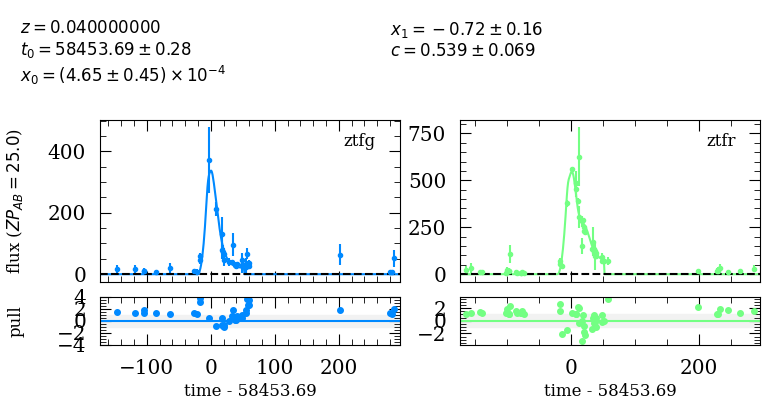 z = 0.040000000
t₀ = 58453.69 ± 0.28
x₀ = (4.65 ± 0.45) × 10⁻⁴
x₁ = −0.72 ± 0.16
c = 0.539 ± 0.069
flux (ZP_AB = 25.0)
400
200
0
ztfg
750
500
250
0
ztfr
pull
4
2
0
−2
−4
2
0
−2
−100 0 100 200
0 200
time - 58453.69
time - 58453.69